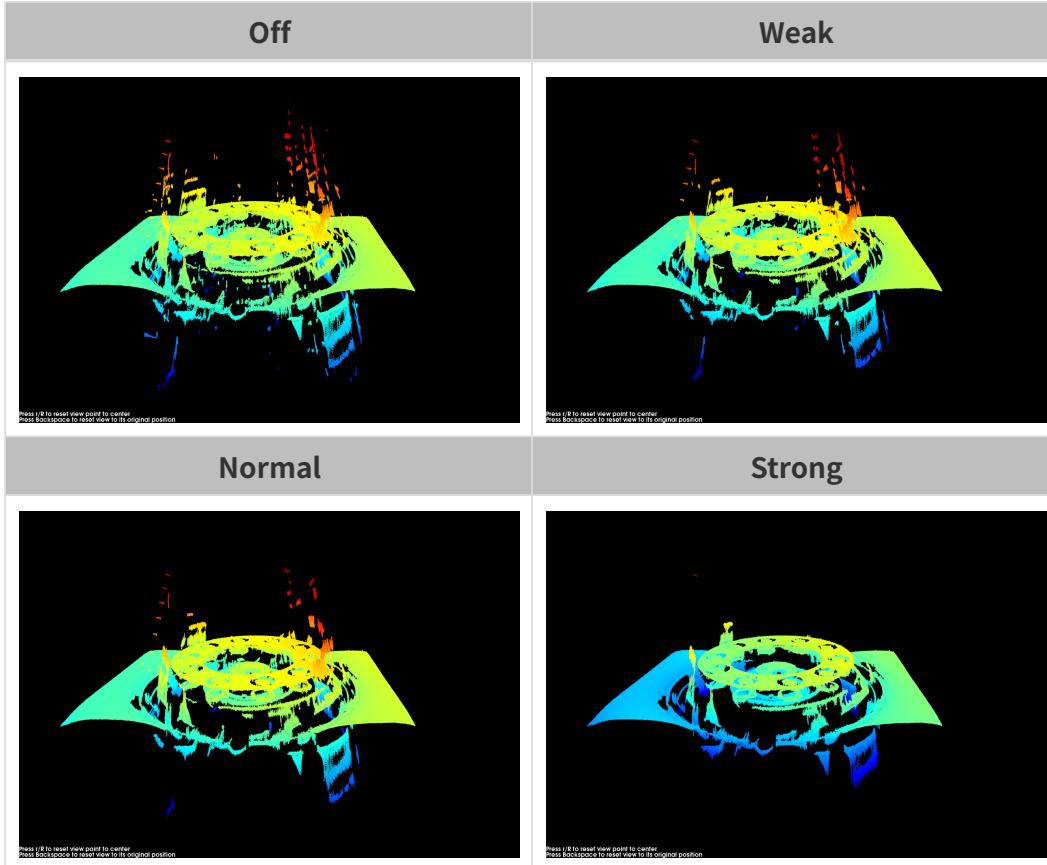 Off
Weak
Press r/R to reset view point to center
Press Backspace to reset view to its original position
Press r/R to reset view point to center
Press Backspace to reset view to its original position
Normal
Strong
Press r/R to reset view point to center
Press Backspace to reset view to its original position
Press r/R to reset view point to center
Press Backspace to reset view to its original position